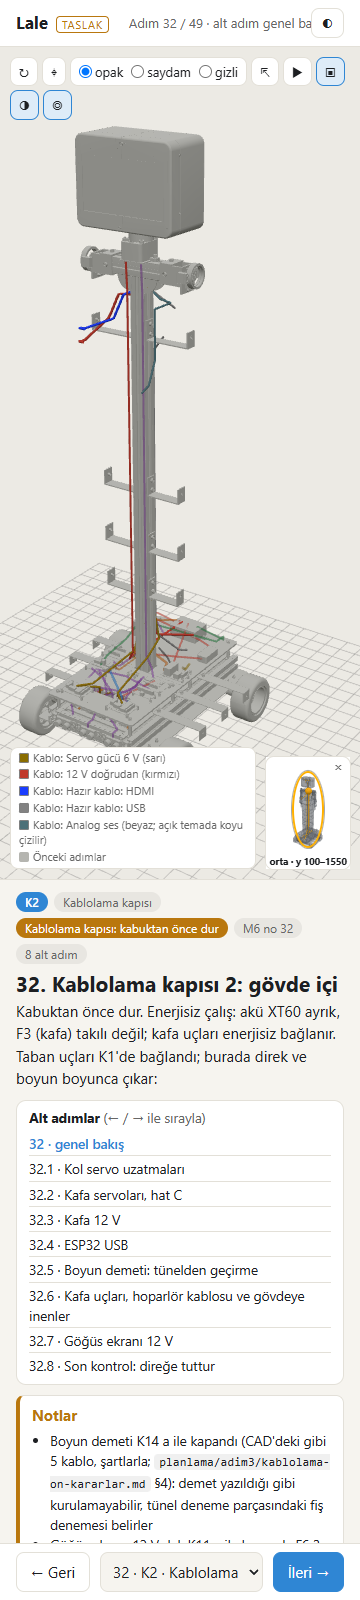 Lale TASLAK Adım 32 / 49 · alt adım genel ba
opak saydam gizli
Kablo: Servo gücü 6 V (sarı)
Kablo: 12 V doğrudan (kırmızı)
Kablo: Hazır kablo: HDMI
Kablo: Hazır kablo: USB
Kablo: Analog ses (beyaz; açık temada koyu
çizilir)
Önceki adımlar
orta · y 100–1550
K2 Kablolama kapısı
Kablolama kapısı: kabuktan önce dur M6 no 32
8 alt adım
32. Kablolama kapısı 2: gövde içi
Kabuktan önce dur. Enerjisiz çalış: akü XT60 ayrık,
F3 (kafa) takılı değil; kafa uçları enerjisiz bağlanır.
Taban uçları K1'de bağlandı; burada direk ve
boyun boyunca çıkar:
Alt adımlar (← / → ile sırayla)
32 · genel bakış
32.1 · Kol servo uzatmaları
32.2 · Kafa servoları, hat C
32.3 · Kafa 12 V
32.4 · ESP32 USB
32.5 · Boyun demeti: tünelden geçirme
32.6 · Kafa uçları, hoparlör kablosu ve gövdeye
inenler
32.7 · Göğüs ekranı 12 V
32.8 · Son kontrol: direğe tuttur
Notlar
• Boyun demeti K14 a ile kapandı (CAD'deki gibi
5 kablo, şartlarla; planlama/adim3/kablolama-
on-kararlar.md §4): demet yazıldığı gibi
kurulamayabilir, tünel deneme parçasındaki fiş
denemesi belirler
← Geri 32 · K2 · Kablolama İleri →